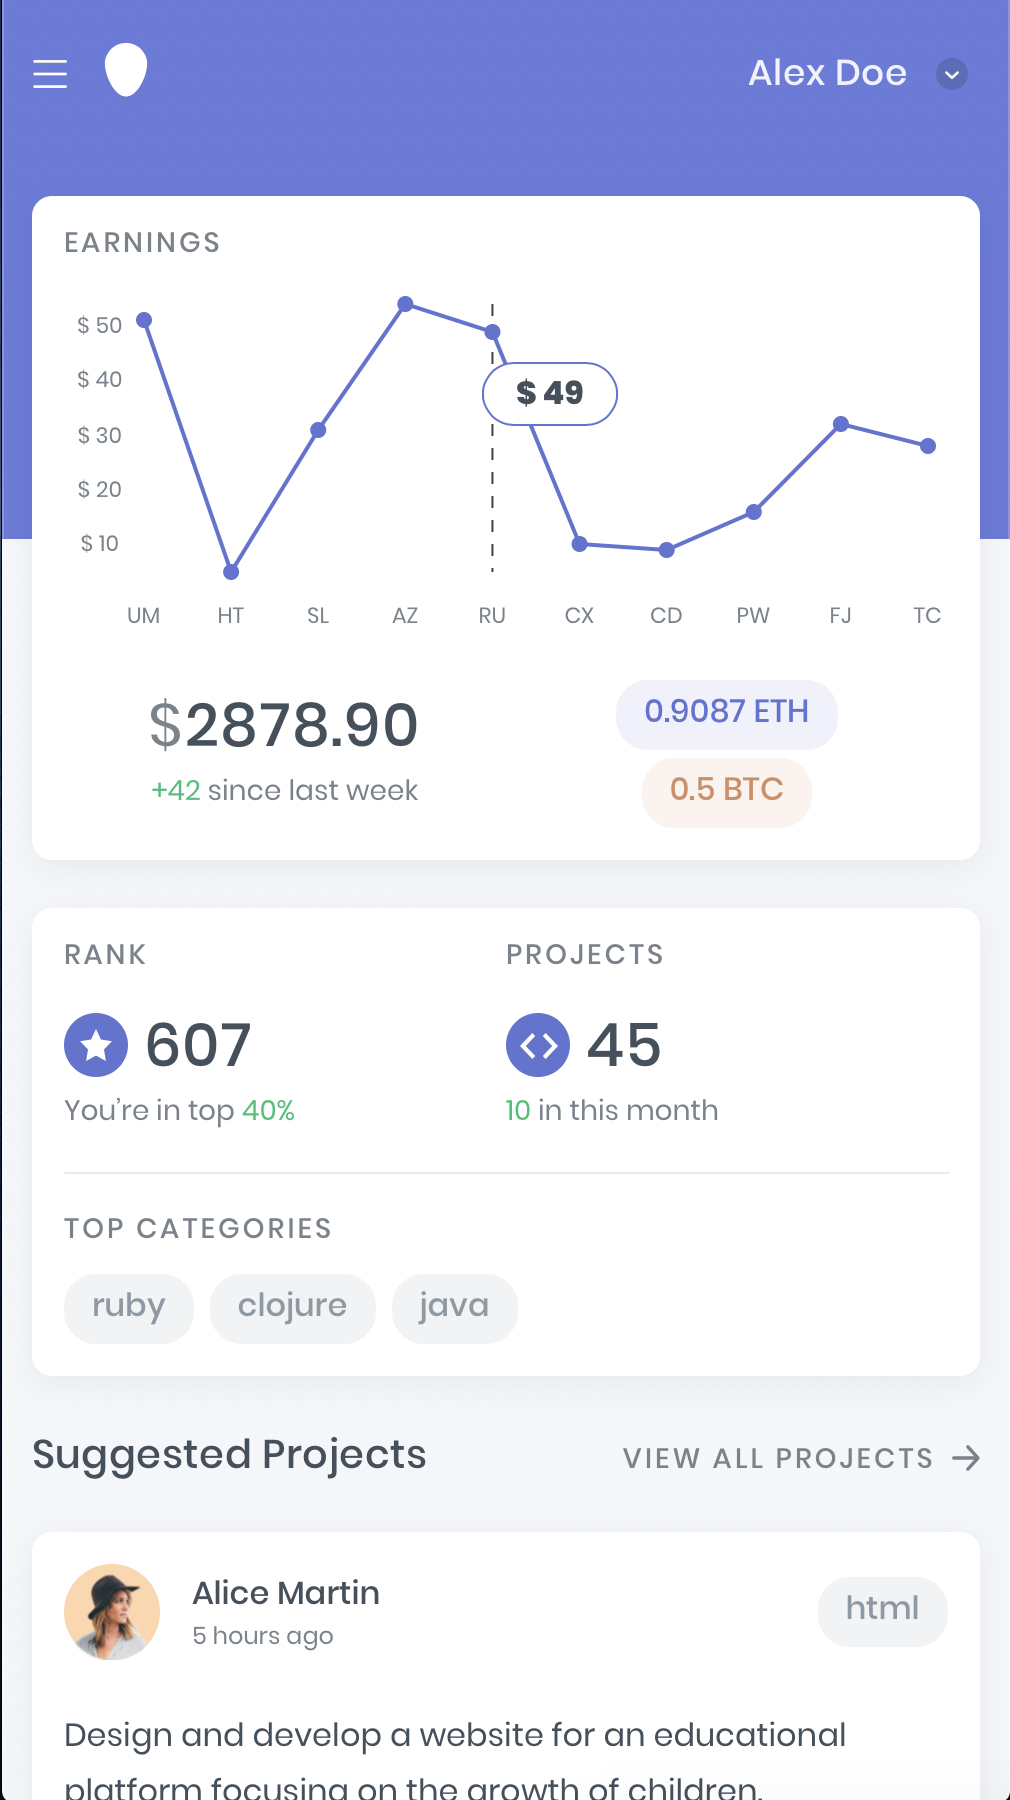 Alex Doe
EARNINGS
$ 50
$ 40
$ 30
$ 20
$ 10
$ 49
UM HT SL AZ RU CX CD PW FJ TC
$2878.90
+42 since last week
0.9087 ETH
0.5 BTC
RANK
607
You're in top 40%
PROJECTS
45
10 in this month
TOP CATEGORIES
ruby clojure java
Suggested Projects
VIEW ALL PROJECTS
Alice Martin
5 hours ago
html
Design and develop a website for an educational
platform focusing on the growth of children.